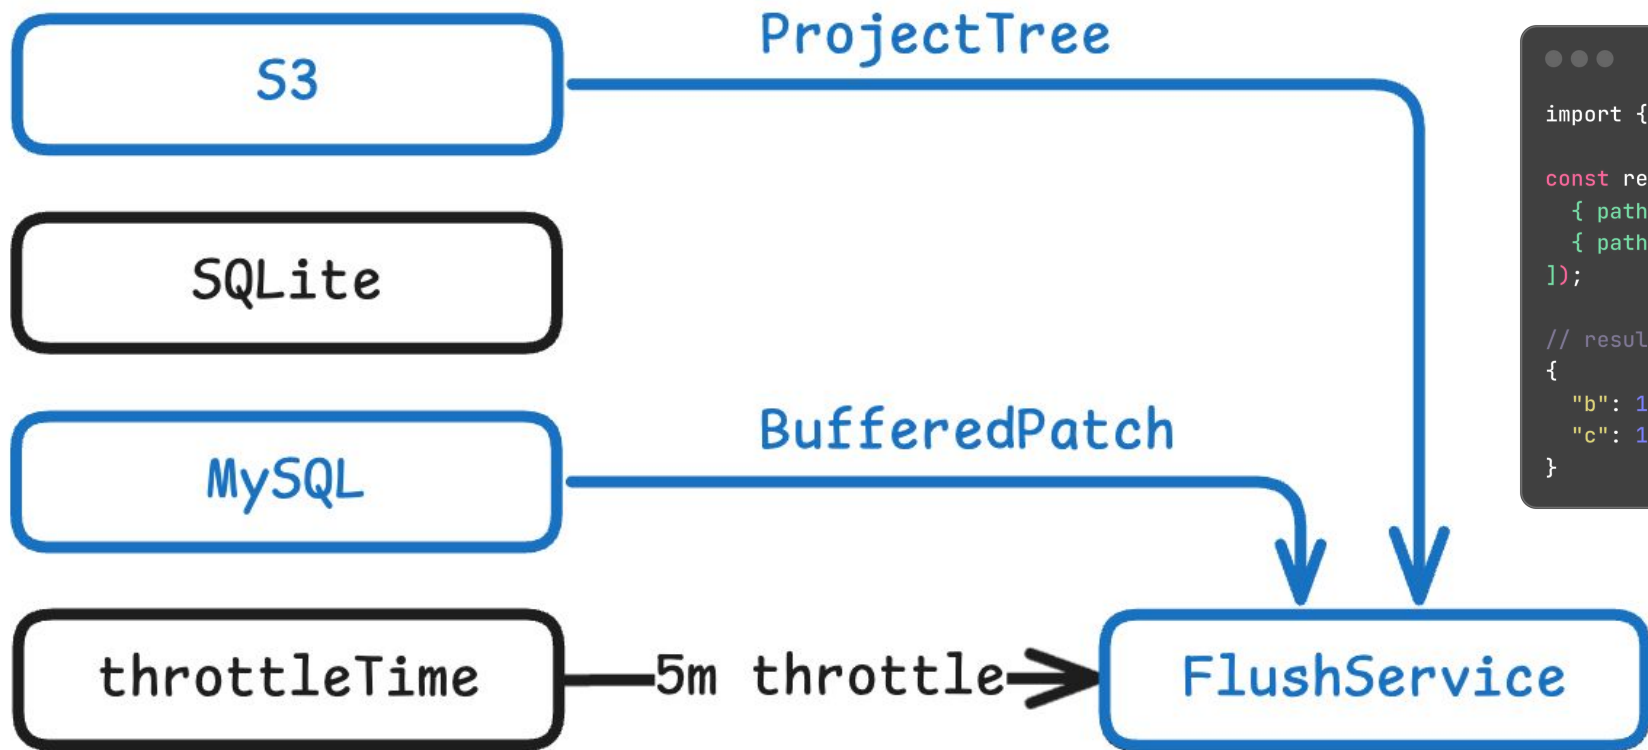 S3
ProjectTree
SQLite
MySQL
BufferedPatch
throttleTime
5m throttle
FlushService
import {
const re
{ path
{ path
]);
// resul
{
"b": 1
"c": 1
}